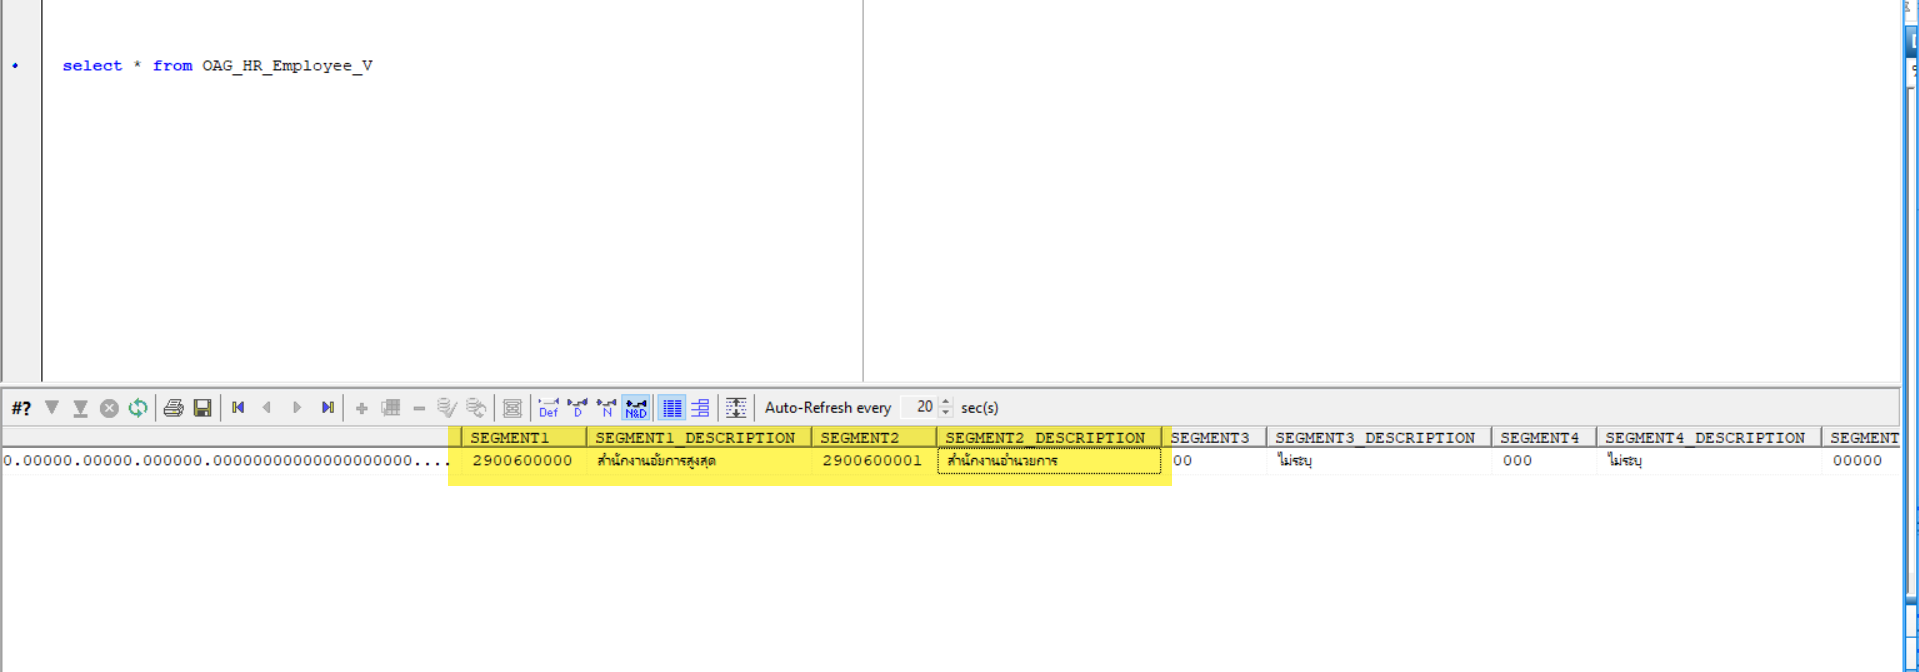 select * from OAG_HR_Employee_V
#? Def D N N&D Auto-Refresh every 20 sec(s)
SEGMENT1 SEGMENT1_DESCRIPTION SEGMENT2 SEGMENT2_DESCRIPTION SEGMENT3 SEGMENT3_DESCRIPTION SEGMENT4 SEGMENT4_DESCRIPTION SEGMENT
0.00000.00000.000000.00000000000000000000.... 2900600000 สำนักงานอัยการสูงสุด 2900600001 สำนักงานอำนวยการ 00 ไม่ระบุ 000 ไม่ระบุ 00000